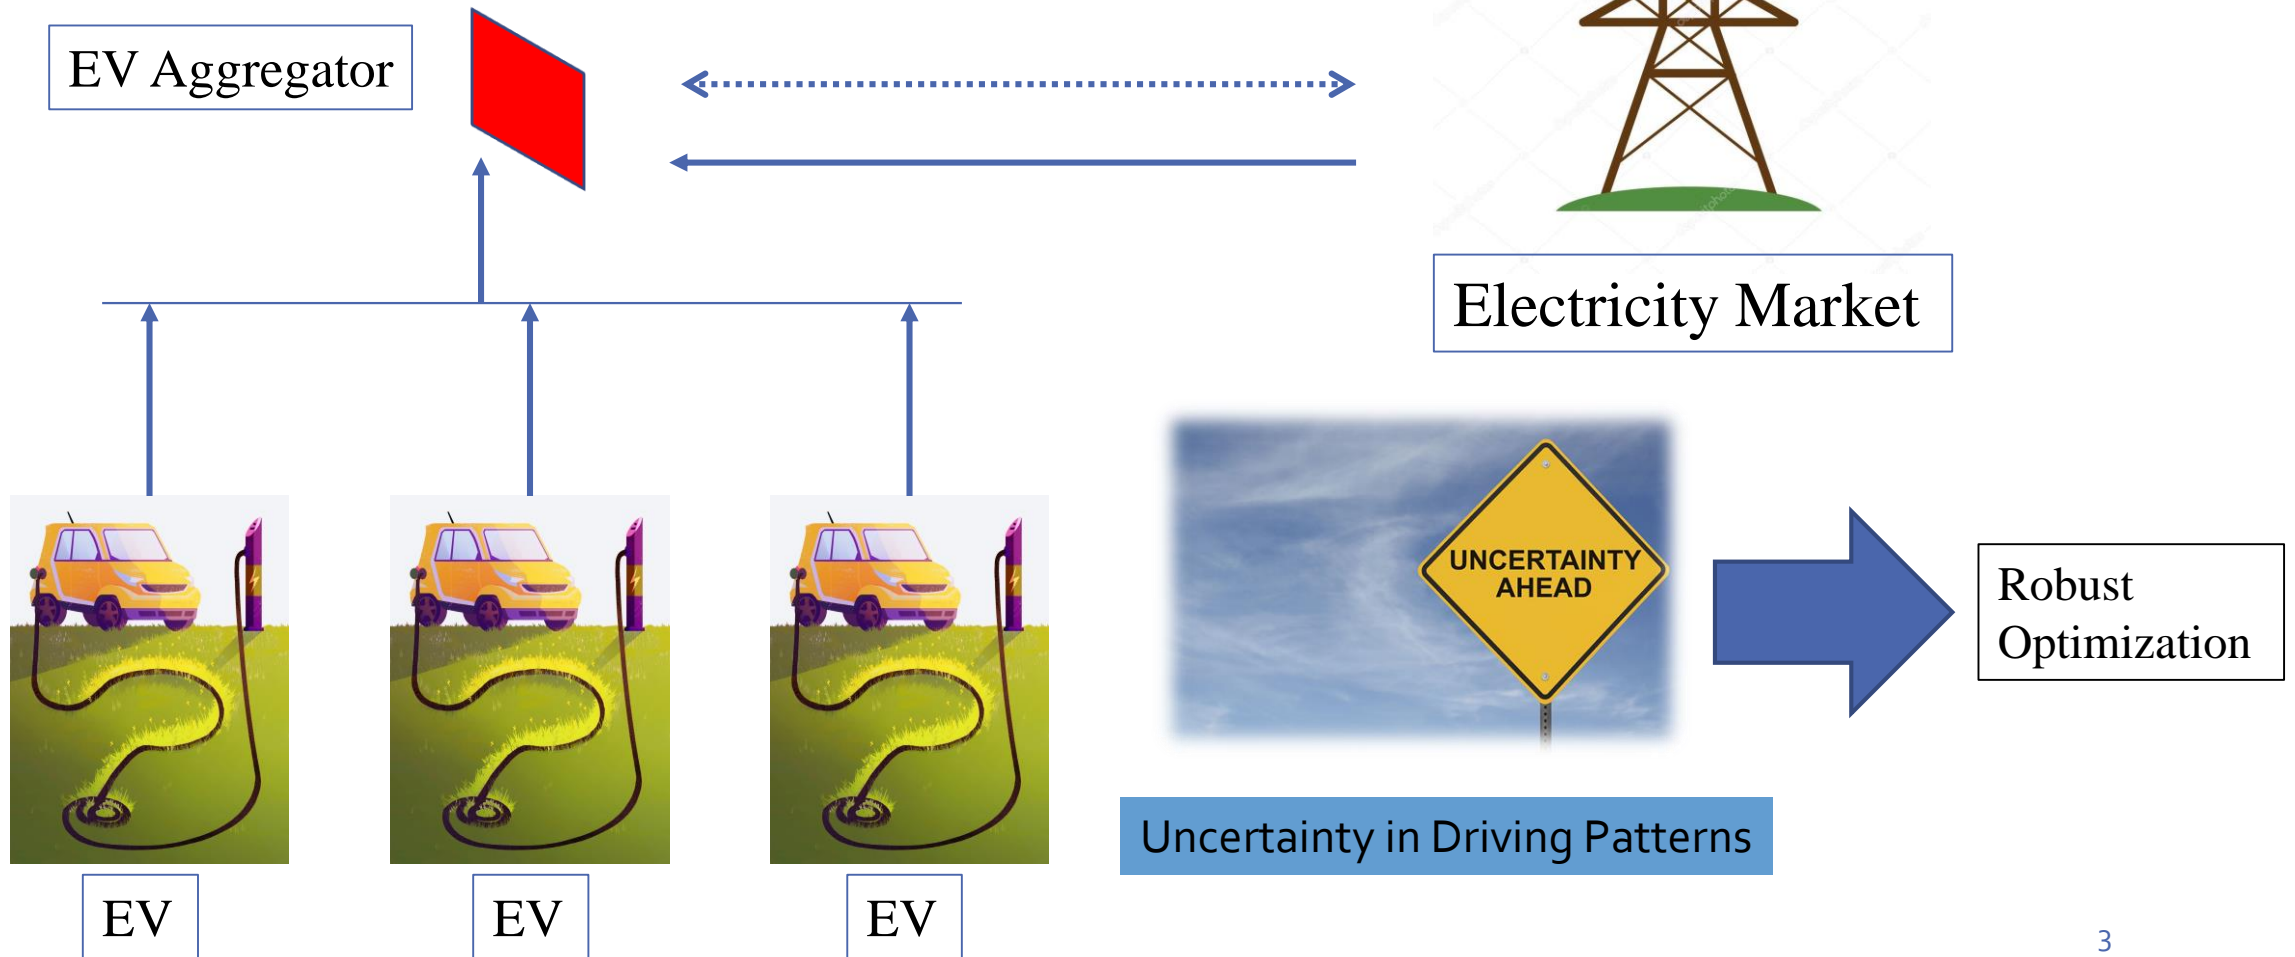 EV Aggregator
Electricity Market
UNCERTAINTY
AHEAD
Robust
Optimization
Uncertainty in Driving Patterns
EV
EV
EV
3